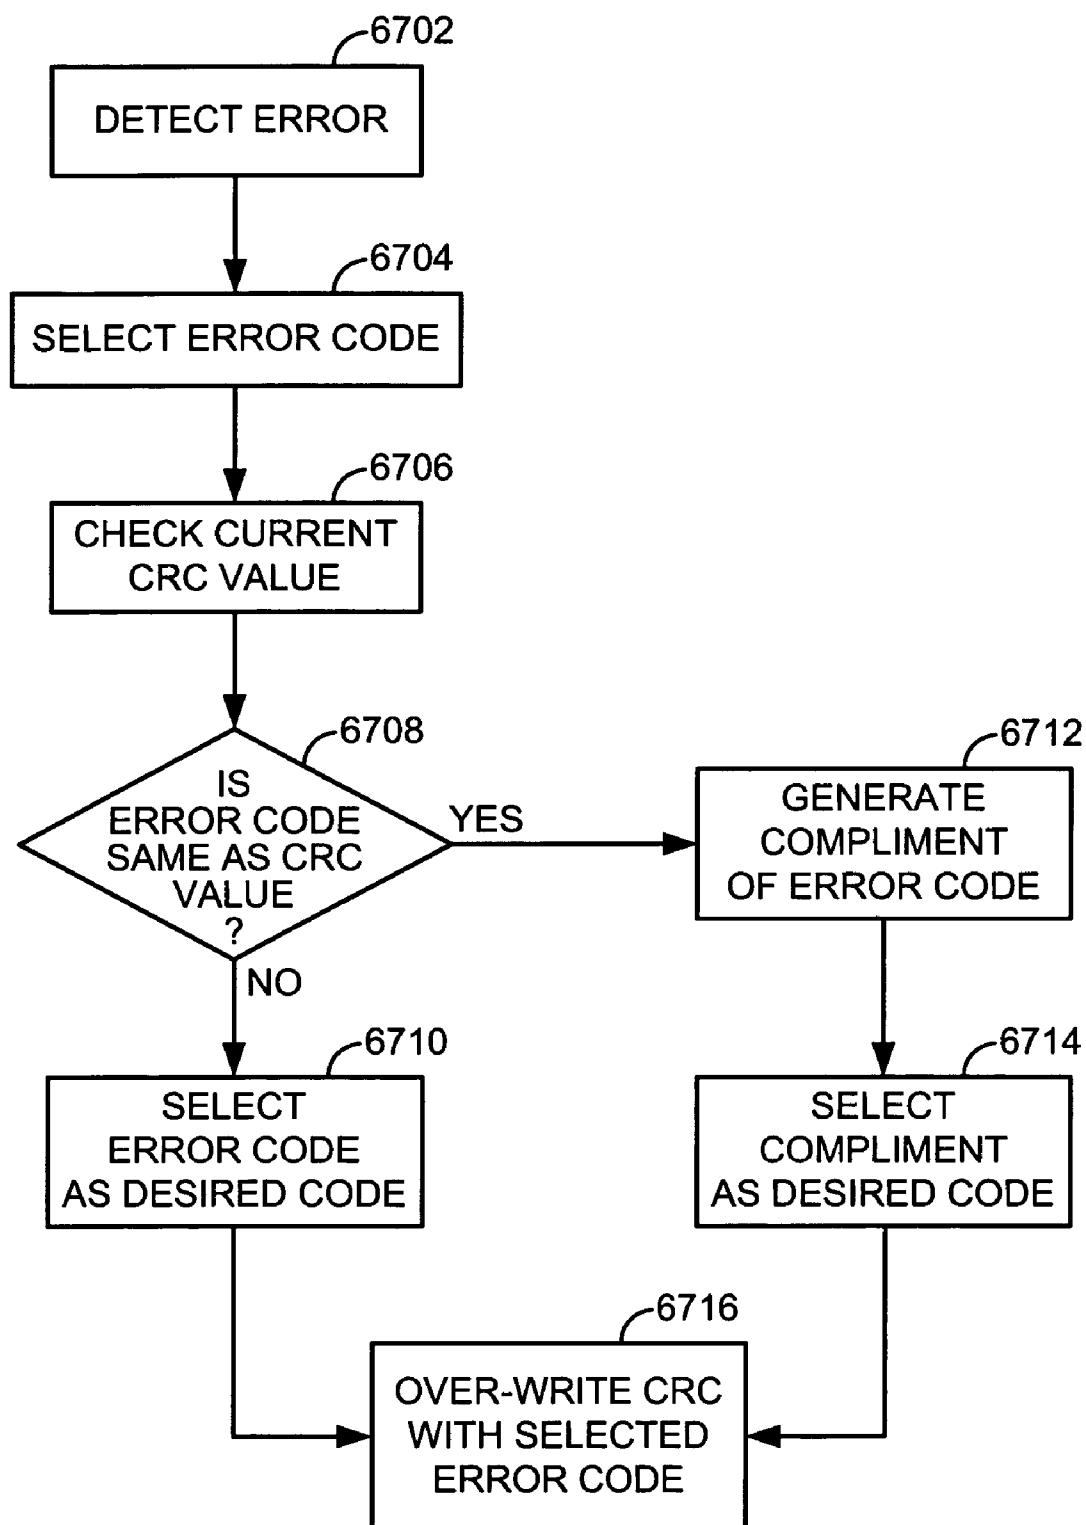 6702
DETECT ERROR
6704
SELECT ERROR CODE
6706
CHECK CURRENT
CRC VALUE
6708
IS
ERROR CODE
SAME AS CRC
VALUE
?
YES
NO
6712
GENERATE
COMPLIMENT
OF ERROR CODE
6710
SELECT
ERROR CODE
AS DESIRED CODE
6714
SELECT
COMPLIMENT
AS DESIRED CODE
6716
OVER-WRITE CRC
WITH SELECTED
ERROR CODE